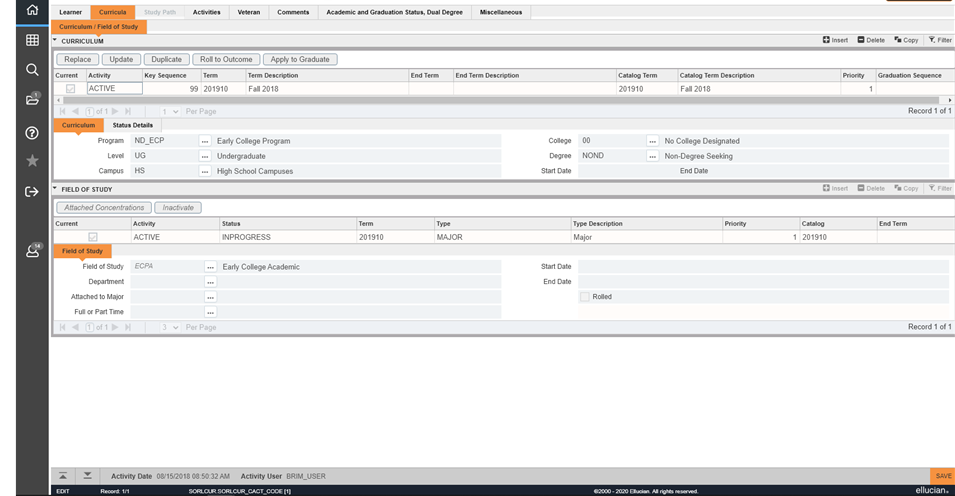 Learner Curricula Study Path Activities Veteran Comments Academic and Graduation Status, Dual Degree Miscellaneous
Curriculum / Field of Study
CURRICULUM Insert Delete Copy Filter
Replace Update Duplicate Roll to Outcome Apply to Graduate
Current Activity Key Sequence Term Term Description End Term End Term Description Catalog Term Catalog Term Description Priority Graduation Sequence
ACTIVE 99 201910 Fall 2018 201910 Fall 2018 1
1 of 1 1 Per Page Record 1 of 1
Curriculum Status Details
Program ND_ECP ... Early College Program College 00 ... No College Designated
Level UG ... Undergraduate Degree NOND ... Non-Degree Seeking
Campus HS ... High School Campuses Start Date End Date
FIELD OF STUDY Insert Delete Copy Filter
Attached Concentrations Inactivate
Current Activity Status Term Type Type Description Priority Catalog End Term
ACTIVE INPROGRESS 201910 MAJOR Major 1 201910
Field of Study
Field of Study ECPA ... Early College Academic Start Date
Department ... End Date
Attached to Major ... Rolled
Full or Part Time ...
1 of 1 3 Per Page Record 1 of 1
1
14
Activity Date 08/15/2018 08:50:32 AM Activity User BRIM_USER SAVE
EDIT Record: 1/1 SORLCUR.SORLCUR_CACT_CODE [1] ©2000 - 2020 Ellucian. All rights reserved. ellucian.